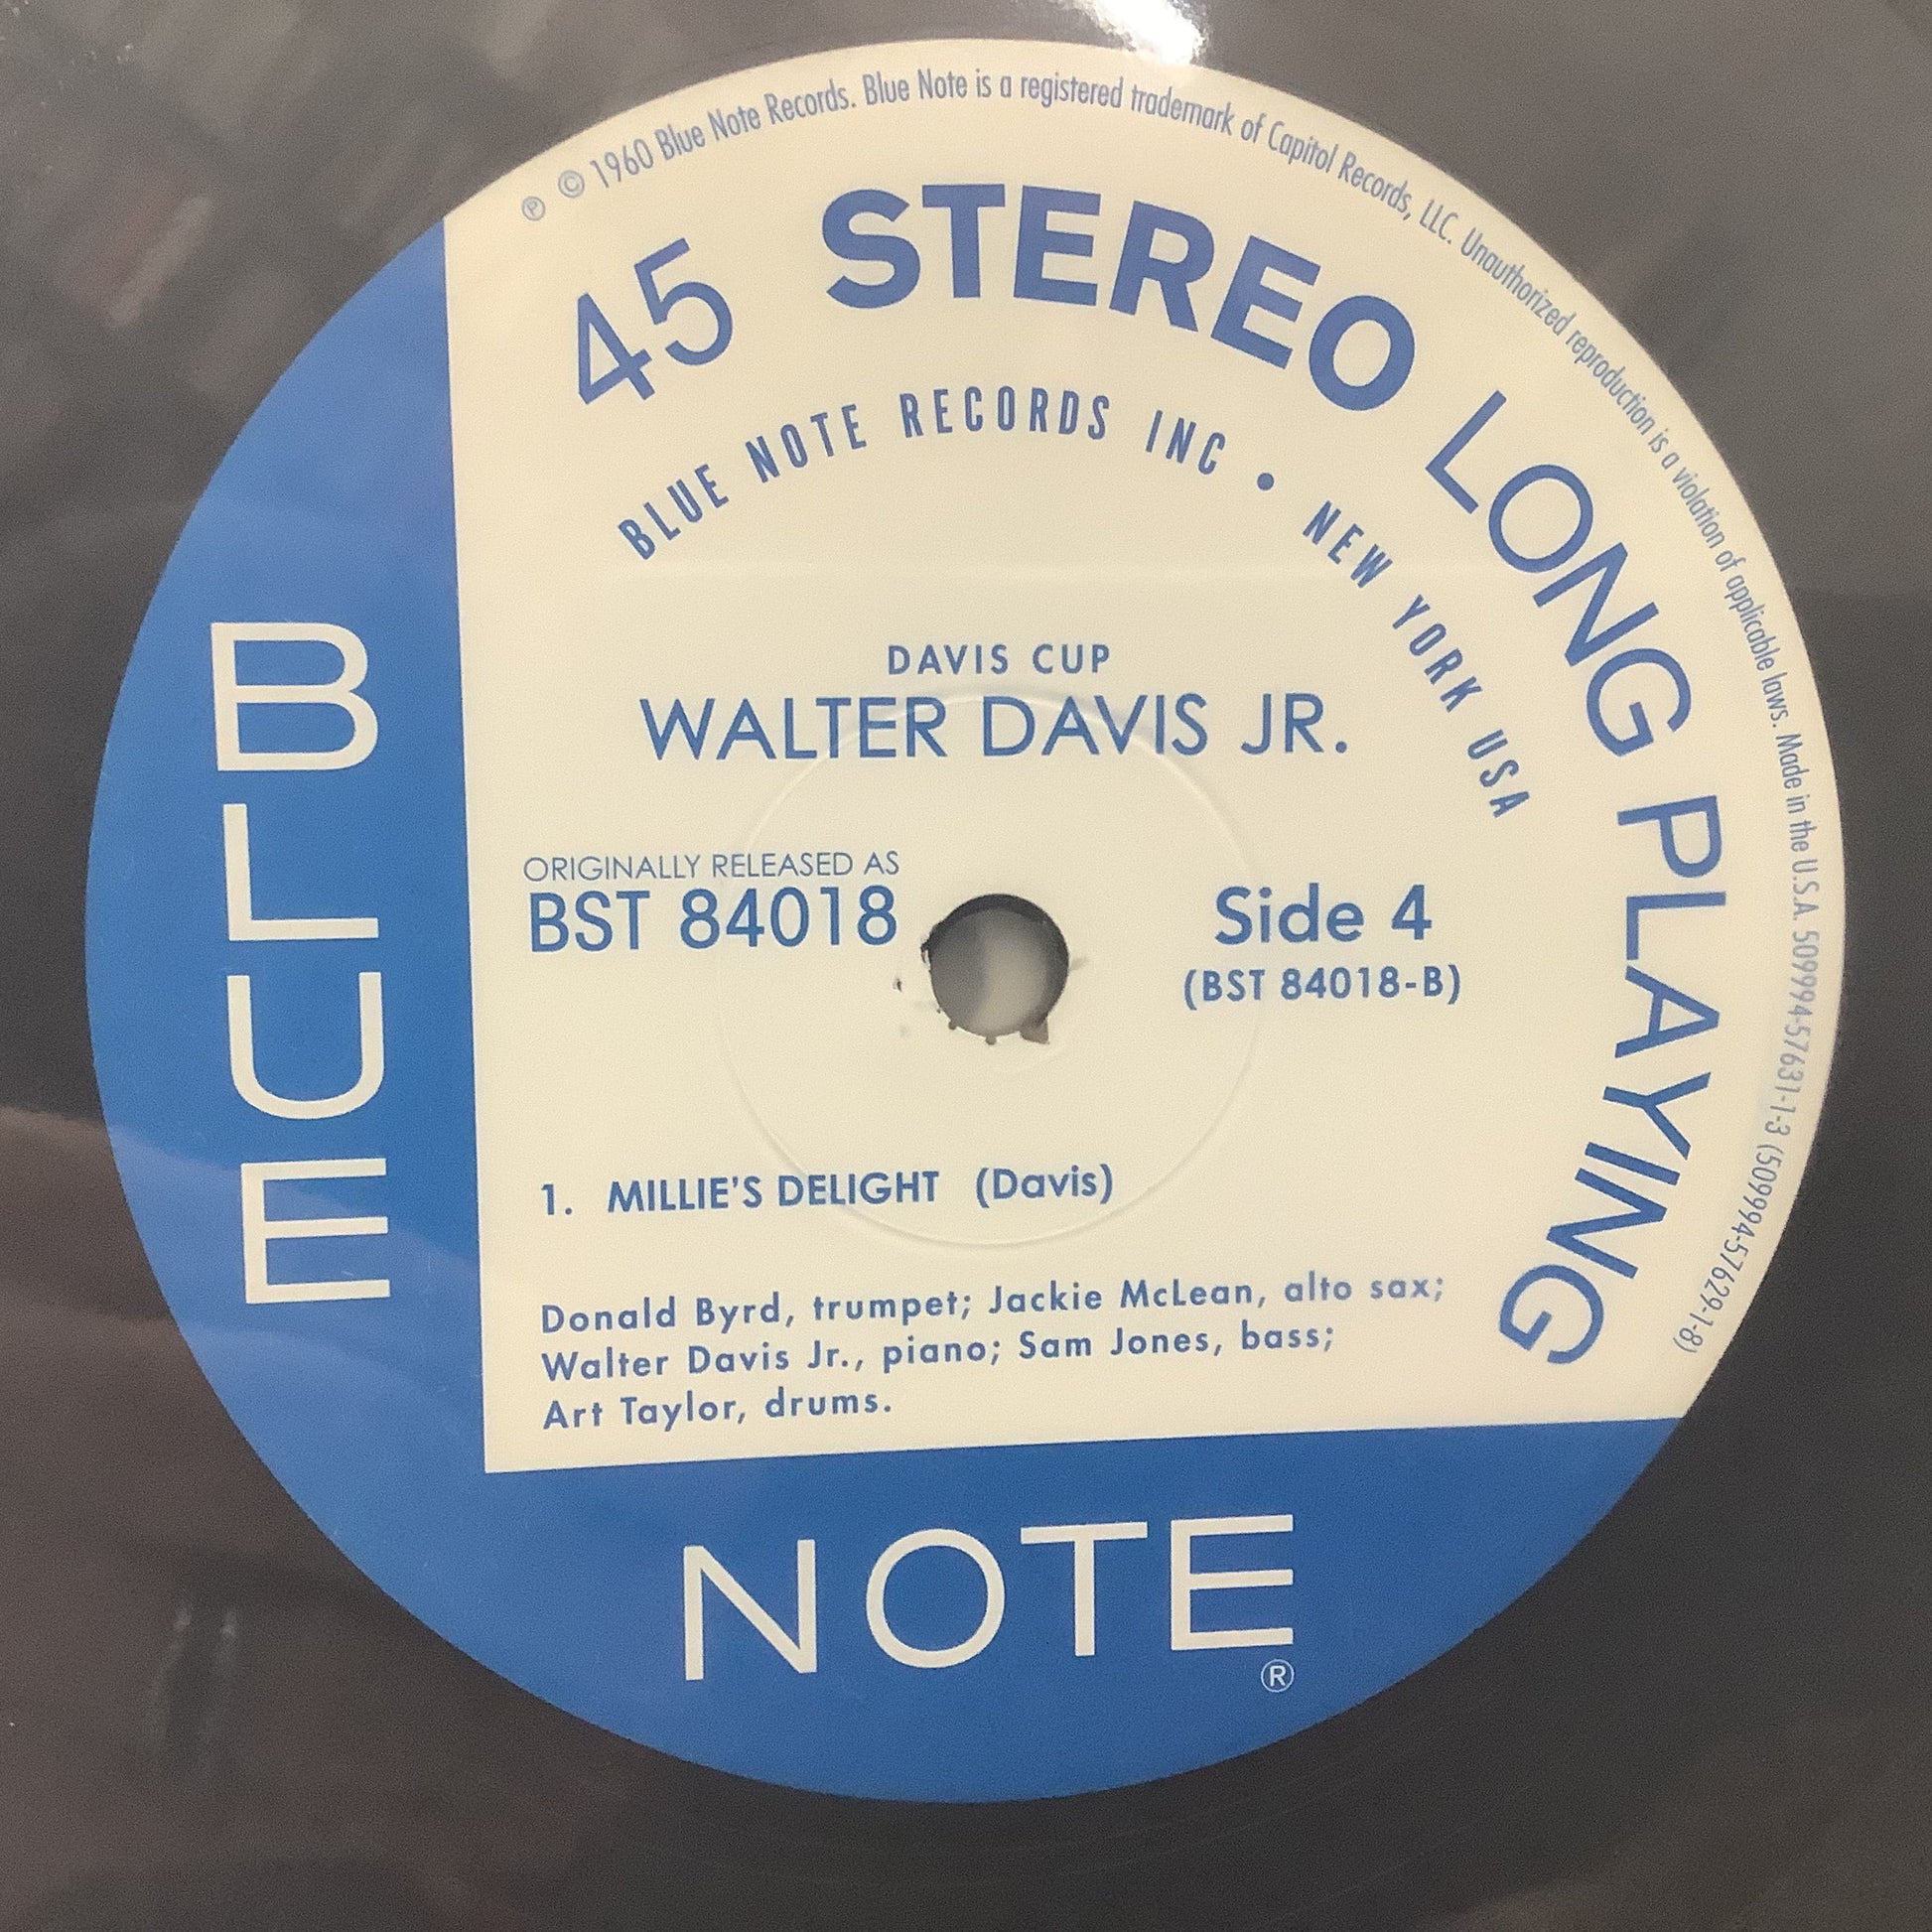 ℗ © 1960 Blue Note Records. Blue Note is a registered trademark of Capitol Records, LLC. Unauthorized reproduction is a violation of applicable laws. Made in the U.S.A. 509994-57631-1-3 (509994-57629-1-8)
45 STEREO LONG PLAYING
BLUE NOTE RECORDS INC • NEW YORK USA
DAVIS CUP
WALTER DAVIS JR.
ORIGINALLY RELEASED AS
BST 84018
Side 4
(BST 84018-B)
1. MILLIE'S DELIGHT (Davis)
Donald Byrd, trumpet; Jackie McLean, alto sax;
Walter Davis Jr., piano; Sam Jones, bass;
Art Taylor, drums.
BLUE
NOTE
®